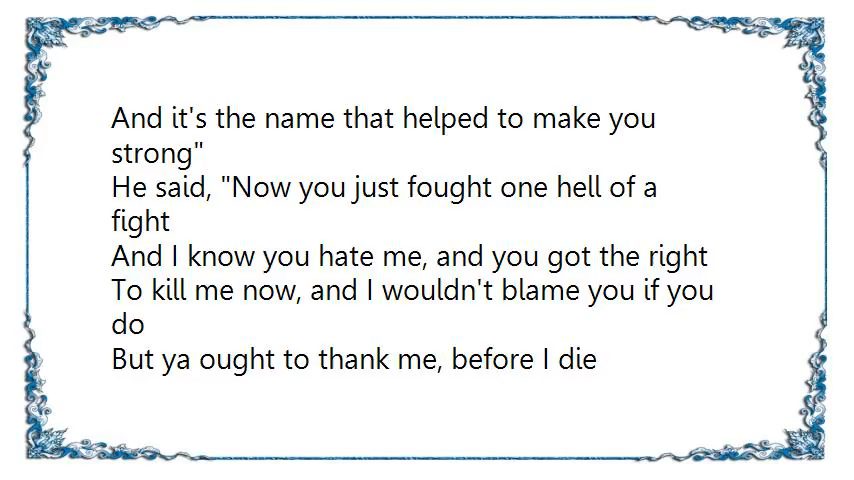 And it's the name that helped to make you
strong"
He said, "Now you just fought one hell of a
fight
And I know you hate me, and you got the right
To kill me now, and I wouldn't blame you if you
do
But ya ought to thank me, before I die